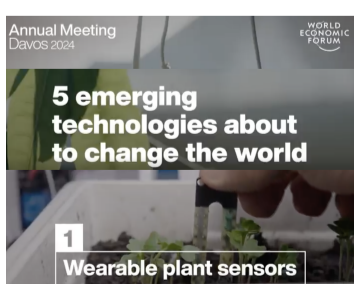 Annual Meeting
Davos 2024
WORLD
ECONOMIC
FORUM
5 emerging
technologies about
to change the world
1
Wearable plant sensors